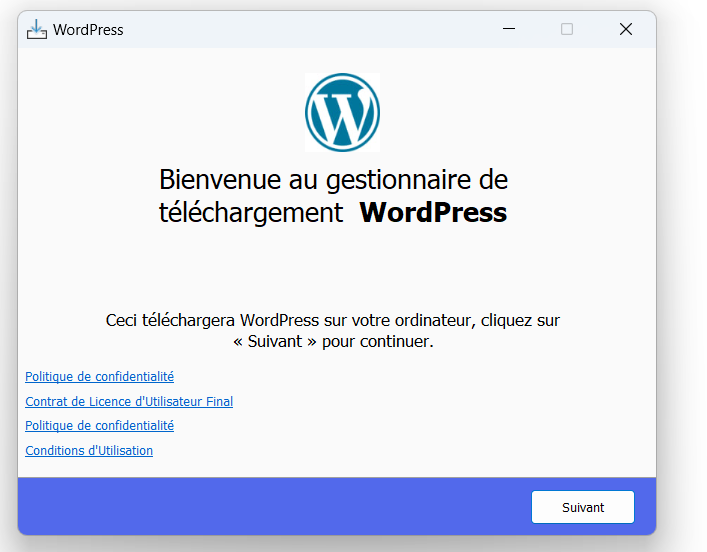 WordPress
Bienvenue au gestionnaire de
téléchargement WordPress
Ceci téléchargera WordPress sur votre ordinateur, cliquez sur
« Suivant » pour continuer.
Politique de confidentialité
Contrat de Licence d'Utilisateur Final
Politique de confidentialité
Conditions d'Utilisation
Suivant